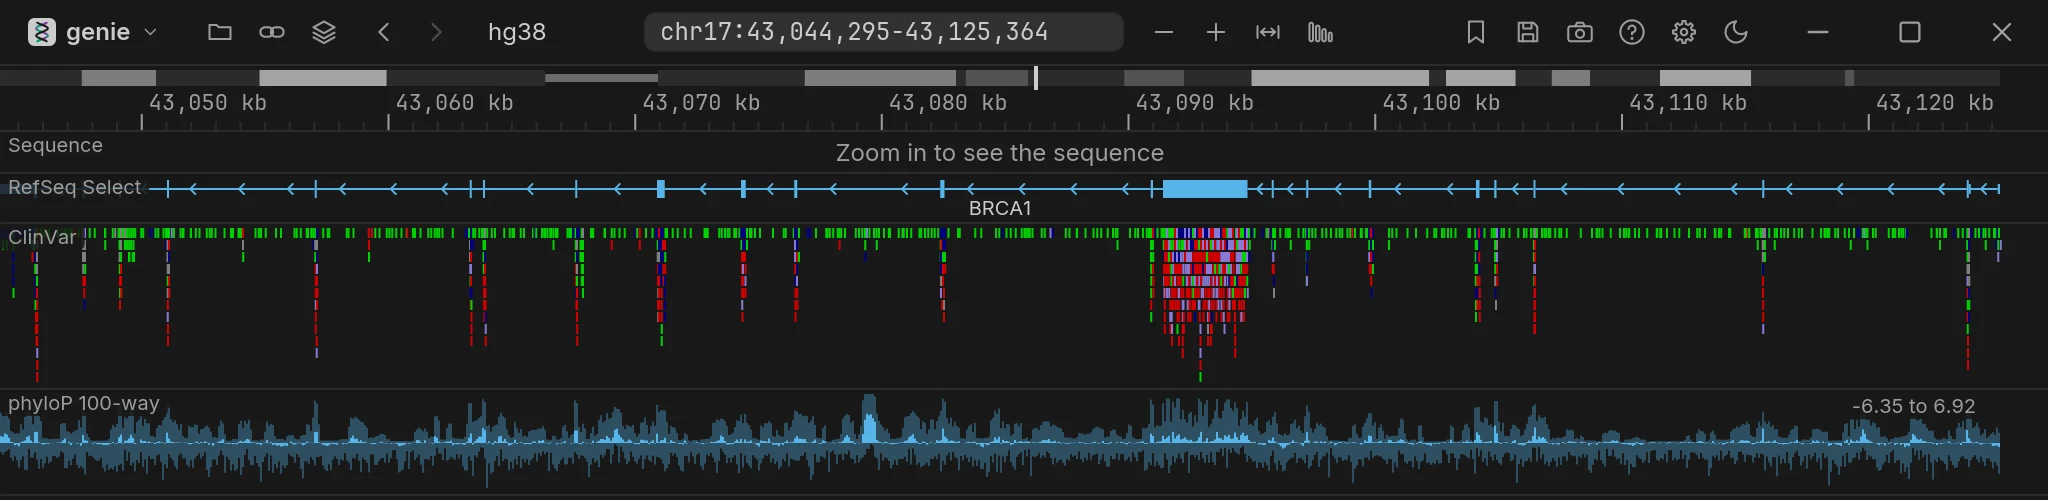 genie hg38 chr17:43,044,295-43,125,364
43,050 kb 43,060 kb 43,070 kb 43,080 kb 43,090 kb 43,100 kb 43,110 kb 43,120 kb
Sequence
Zoom in to see the sequence
RefSeq Select
BRCA1
ClinVar
phyloP 100-way
-6.35 to 6.92